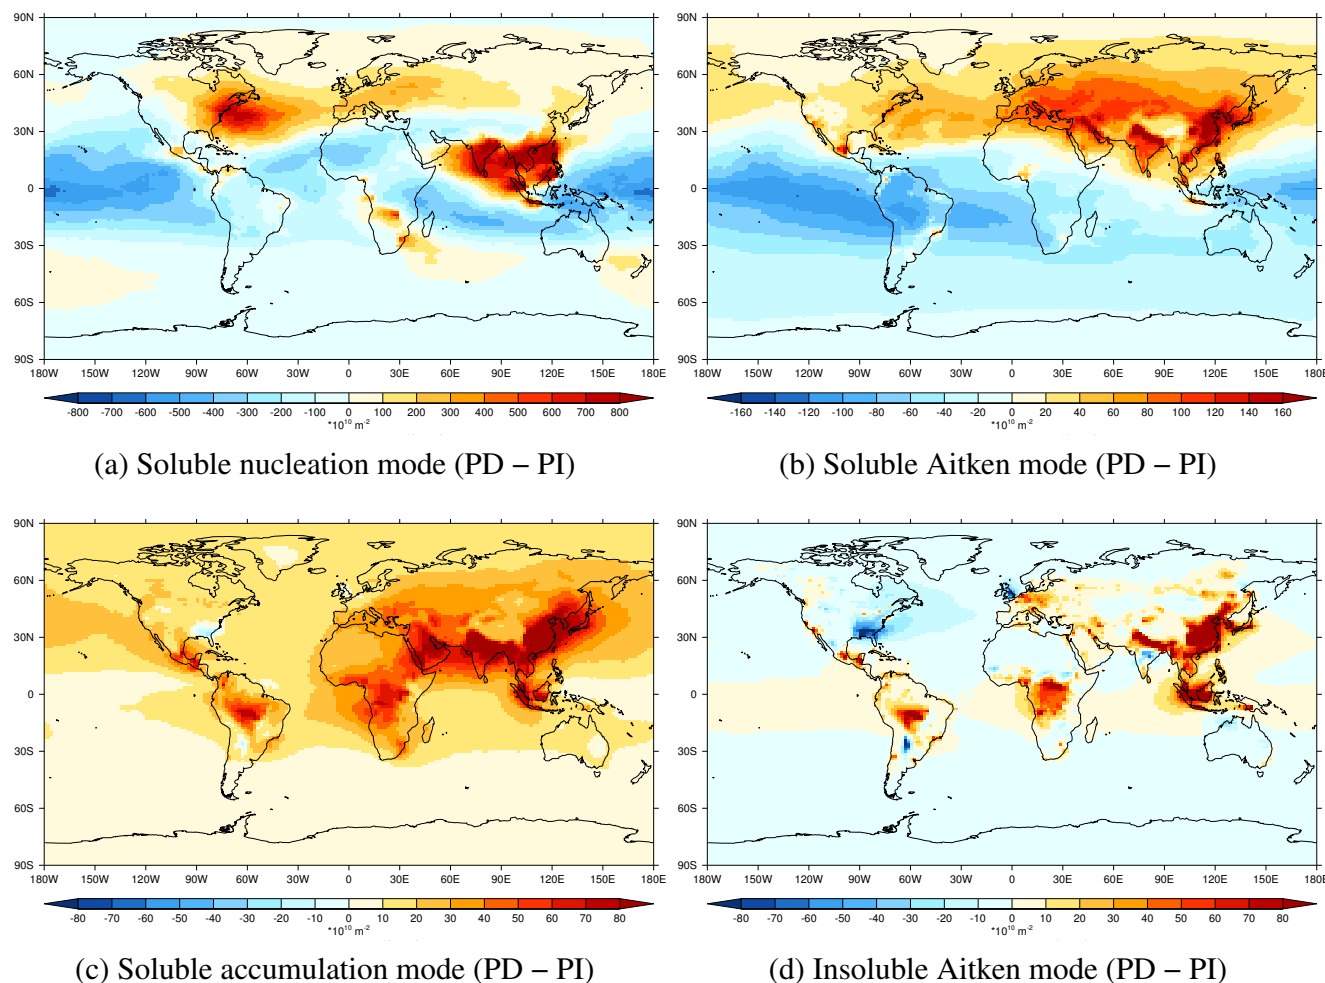 90N 90N
60N 60N
30N 30N
0 0
30S 30S
60S 60S
90S 90S
180W 150W 120W 90W 60W 30W 0 30E 60E 90E 120E 150E 180E 180W 150W 120W 90W 60W 30W 0 30E 60E 90E 120E 150E 180E
-800 -700 -600 -500 -400 -300 -200 -100 0 100 200 300 400 500 600 700 800 -160 -140 -120 -100 -80 -60 -40 -20 0 20 40 60 80 100 120 140 160
*10¹⁰ m⁻² *10¹⁰ m⁻²
(a) Soluble nucleation mode (PD − PI) (b) Soluble Aitken mode (PD − PI)
90N 90N
60N 60N
30N 30N
0 0
30S 30S
60S 60S
90S 90S
180W 150W 120W 90W 60W 30W 0 30E 60E 90E 120E 150E 180E 180W 150W 120W 90W 60W 30W 0 30E 60E 90E 120E 150E 180E
-80 -70 -60 -50 -40 -30 -20 -10 0 10 20 30 40 50 60 70 80 -80 -70 -60 -50 -40 -30 -20 -10 0 10 20 30 40 50 60 70 80
*10¹⁰ m⁻² *10¹⁰ m⁻²
(c) Soluble accumulation mode (PD − PI) (d) Insoluble Aitken mode (PD − PI)